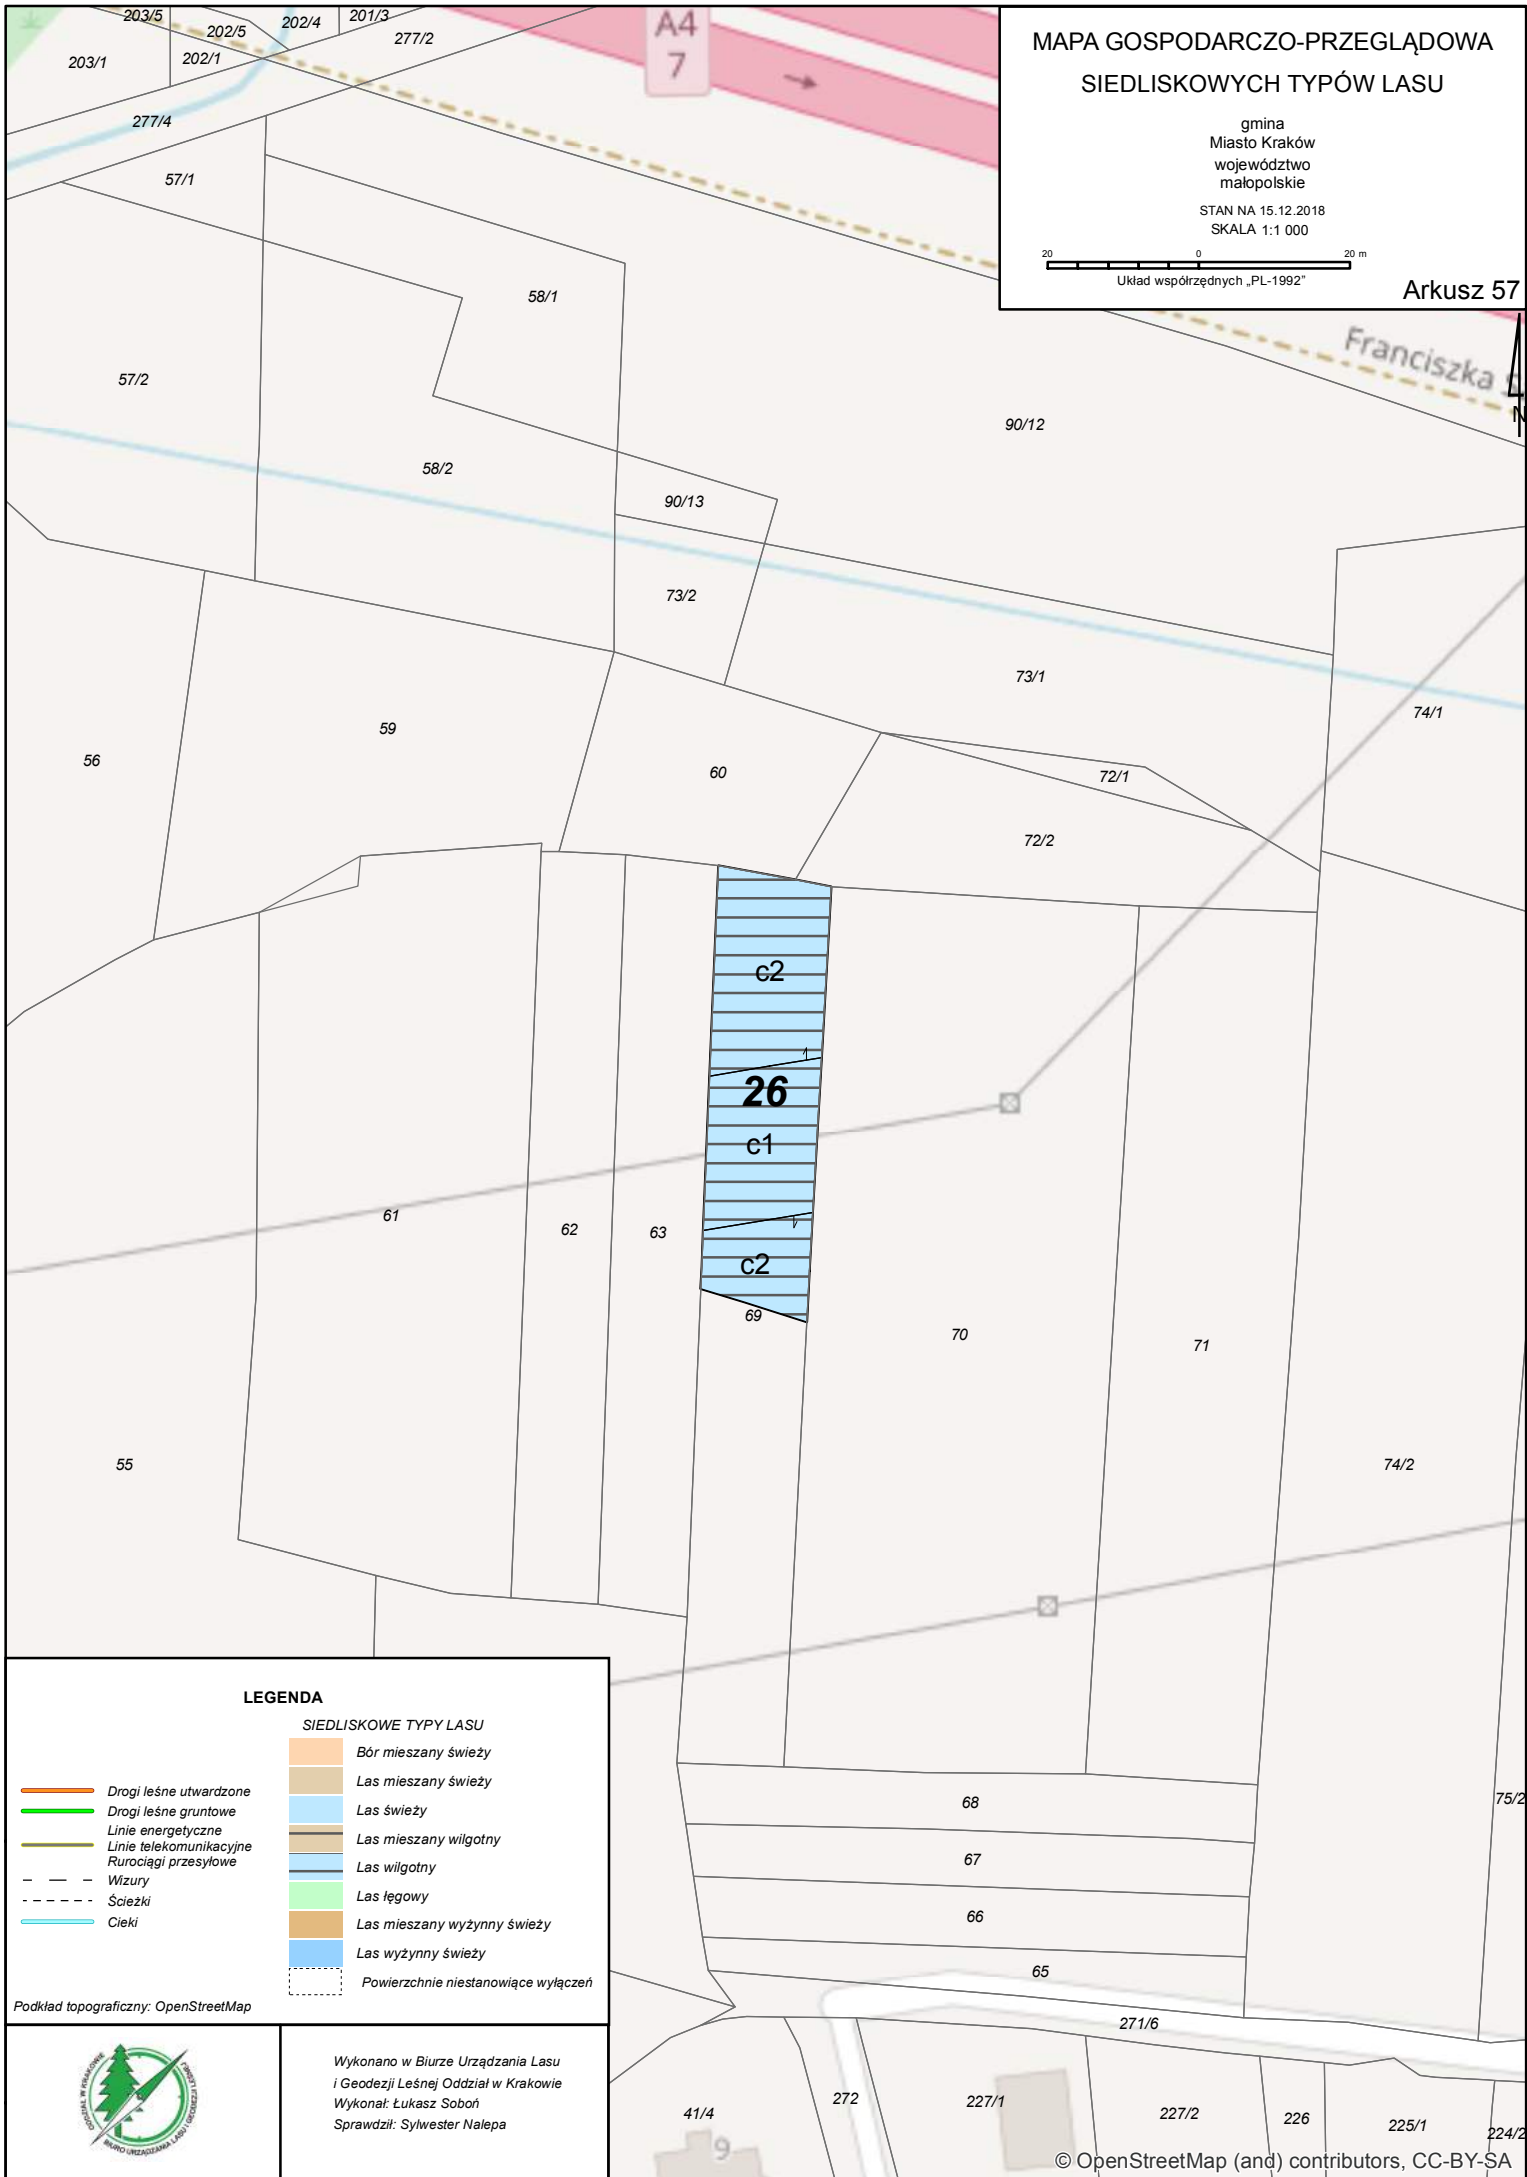 MAPA GOSPODARCZO-PRZEGLĄDOWA
SIEDLISKOWYCH TYPÓW LASU
gmina
Miasto Kraków
województwo
małopolskie
STAN NA 15.12.2018
SKALA 1:1 000
20 0 20 m
Układ współrzędnych „PL-1992”
Arkusz 57
203/5
202/5
202/4
201/3
277/2
203/1
202/1
277/4
A4
7
57/1
58/1
Franciszka
N
57/2
90/12
58/2
90/13
73/2
73/1
74/1
59
56
60
72/1
72/2
c2
26
c1
61
62
63
c2
69
70
71
55
74/2
68
75/2
67
66
65
271/6
272
227/1
41/4
227/2
226
225/1
224/2
9
LEGENDA
SIEDLISKOWE TYPY LASU
Bór mieszany świeży
Las mieszany świeży
Las świeży
Las mieszany wilgotny
Las wilgotny
Las łęgowy
Las mieszany wyżynny świeży
Las wyżynny świeży
Powierzchnie niestanowiące wyłączeń
Drogi leśne utwardzone
Drogi leśne gruntowe
Linie energetyczne
Linie telekomunikacyjne
Rurociągi przesyłowe
Wizury
Ścieżki
Cieki
Podkład topograficzny: OpenStreetMap
ODDZIAŁ W KRAKOWIE
BIURO URZĄDZANIA LASU I GEODEZJI LEŚNEJ
Wykonano w Biurze Urządzania Lasu
i Geodezji Leśnej Oddział w Krakowie
Wykonał: Łukasz Soboń
Sprawdził: Sylwester Nalepa
© OpenStreetMap (and) contributors, CC-BY-SA